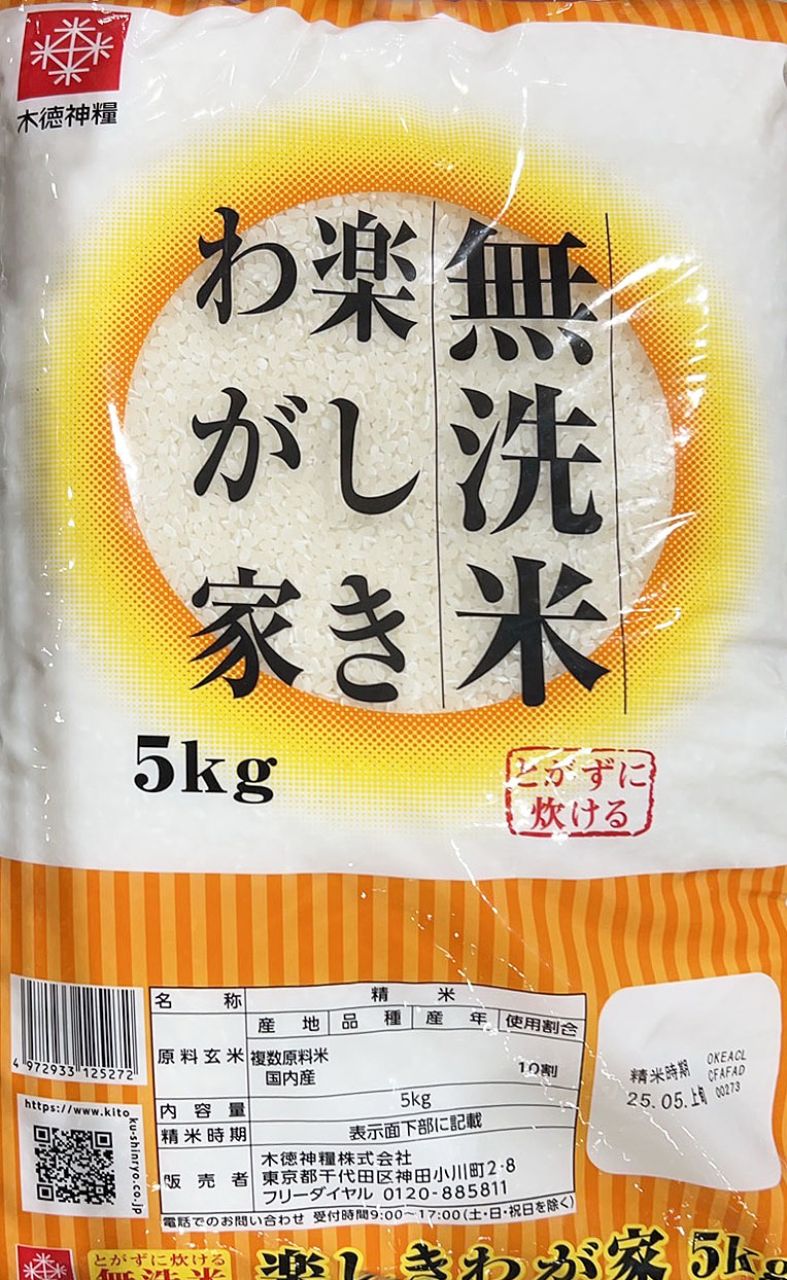 木徳神糧
無洗米
楽しき
わが家
5kg
とがずに
炊ける
4 972933 125272
https://www.kitoku-shinryo.co.jp
名称 精米
産地 品種 産年 使用割合
原料玄米 複数原料米
国内産 10割
内容量 5kg
精米時期 表示面下部に記載
販売者 木徳神糧株式会社
東京都千代田区神田小川町2-8
フリーダイヤル 0120-885811
電話でのお問い合わせ 受付時間9:00〜17:00(土・日・祝日を除く)
精米時期
25.05.上旬
OKEACL
CFAFAD
00273
とがずに炊ける
無洗米
楽しきわが家 5kg